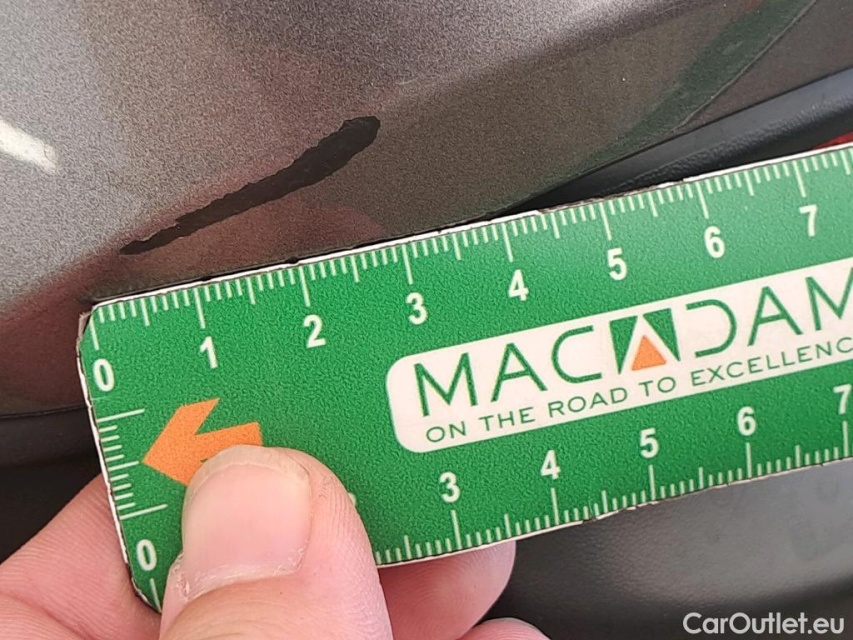 0 1 2 3 4 5 6 7
MACADAM
ON THE ROAD TO EXCELLENC
0 3 4 5 6 7
CarOutlet.eu